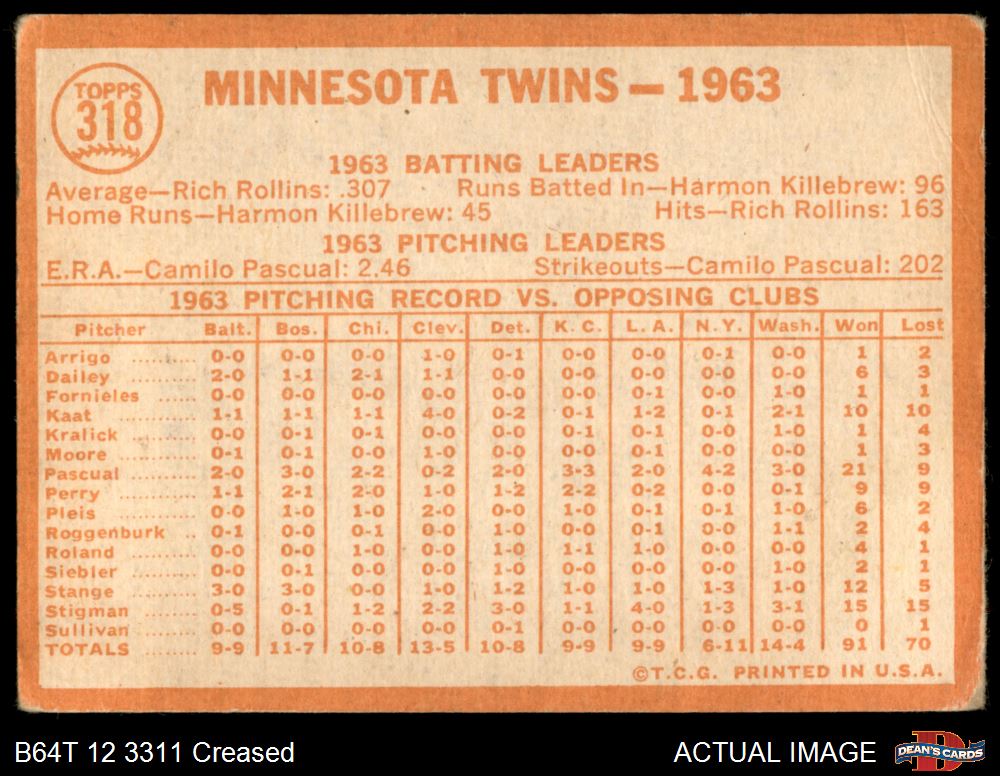 TOPPS
318
MINNESOTA TWINS — 1963
1963 BATTING LEADERS
Average—Rich Rollins: .307 Runs Batted In—Harmon Killebrew: 96
Home Runs—Harmon Killebrew: 45 Hits—Rich Rollins: 163
1963 PITCHING LEADERS
E.R.A.—Camilo Pascual: 2.46 Strikeouts—Camilo Pascual: 202
1963 PITCHING RECORD VS. OPPOSING CLUBS
Pitcher Balt. Bos. Chi. Clev. Det. K. C. L. A. N. Y. Wash. Won Lost
Arrigo .......... 0-0 0-0 0-0 1-0 0-1 0-0 0-0 0-1 0-0 1 2
Dailey .......... 2-0 1-1 2-1 1-1 0-0 0-0 0-0 0-0 0-0 6 3
Fornieles ....... 0-0 0-0 0-0 0-0 0-0 0-0 0-1 0-0 1-0 1 1
Kaat ............ 1-1 1-1 1-1 4-0 0-2 0-1 1-2 0-1 2-1 10 10
Kralick ......... 0-0 0-1 0-1 0-0 0-0 0-1 0-1 0-0 1-0 1 4
Moore ........... 0-1 0-1 0-0 1-0 0-0 0-0 0-1 0-0 0-0 1 3
Pascual ......... 2-0 3-0 2-2 0-2 2-0 3-3 2-0 4-2 3-0 21 9
Perry ........... 1-1 2-1 2-0 1-0 1-2 2-2 0-2 0-0 0-1 9 9
Pleis ........... 0-0 1-0 1-0 2-0 0-0 1-0 0-1 0-1 1-0 6 2
Roggenburk .. 0-1 0-1 0-0 0-0 1-0 0-0 0-0 0-1 1-1 2 4
Roland .......... 0-0 0-0 1-0 0-0 1-0 1-1 1-0 0-0 0-0 4 1
Siebler ......... 0-0 0-1 0-0 0-0 1-0 0-0 0-0 0-0 1-0 2 1
Stange .......... 3-0 3-0 0-0 1-0 1-2 1-0 1-0 1-3 1-0 12 5
Stigman ......... 0-5 0-1 1-2 2-2 3-0 1-1 4-0 1-3 3-1 15 15
Sullivan ........ 0-0 0-0 0-0 0-0 0-1 0-0 0-0 0-0 0-0 0 1
TOTALS .......... 9-9 11-7 10-8 13-5 10-8 9-9 9-9 6-11 14-4 91 70
©T.C.G. PRINTED IN U.S.A.
B64T 12 3311 Creased ACTUAL IMAGE
DEAN'S CARDS